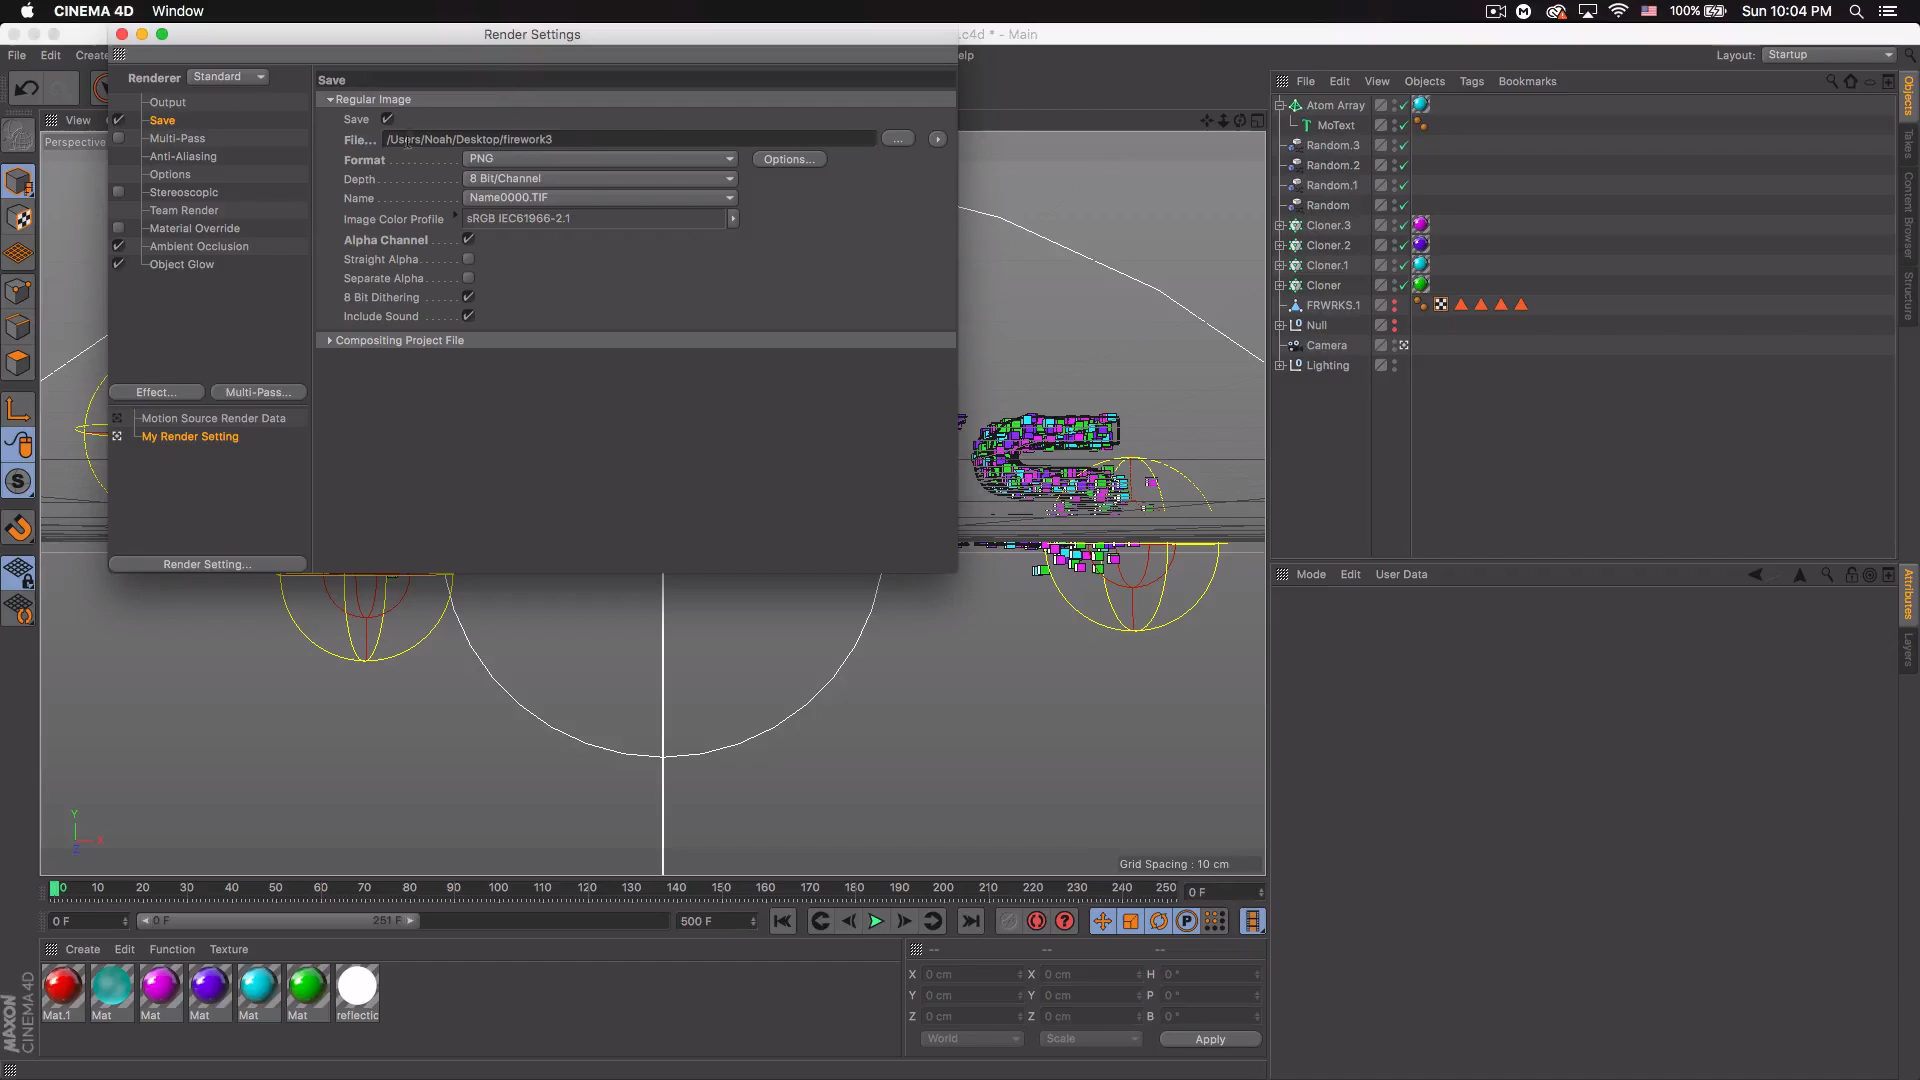 CINEMA 4D Window
100% Sun 10:04 PM
Render Settings
.c4d * - Main
File Edit Create
elp
Layout: Startup
Renderer Standard
Output
Save
Multi-Pass
Anti-Aliasing
Options
Stereoscopic
Team Render
Material Override
Ambient Occlusion
Object Glow
Effect... Multi-Pass...
Motion Source Render Data
My Render Setting
Render Setting...
Save
Regular Image
Save
File... /Users/Noah/Desktop/firework3 ...
Format PNG Options...
Depth 8 Bit/Channel
Name Name0000.TIF
Image Color Profile sRGB IEC61966-2.1
Alpha Channel
Straight Alpha
Separate Alpha
8 Bit Dithering
Include Sound
Compositing Project File
View
Perspective
Y
X
Z
Grid Spacing : 10 cm
File Edit View Objects Tags Bookmarks
Atom Array
MoText
Random.3
Random.2
Random.1
Random
Cloner.3
Cloner.2
Cloner.1
Cloner
FRWRKS.1
Null
Camera
Lighting
Objects
Takes
Content Browser
Structure
Mode Edit User Data
Attributes
Layers
0 10 20 30 40 50 60 70 80 90 100 110 120 130 140 150 160 170 180 190 200 210 220 230 240 250 0 F
0 F 0 F 251 F 500 F
Create Edit Function Texture
Mat.1 Mat Mat Mat Mat Mat reflectic
-- -- --
X 0 cm X 0 cm H 0 °
Y 0 cm Y 0 cm P 0 °
Z 0 cm Z 0 cm B 0 °
World Scale Apply
MAXON
CINEMA 4D